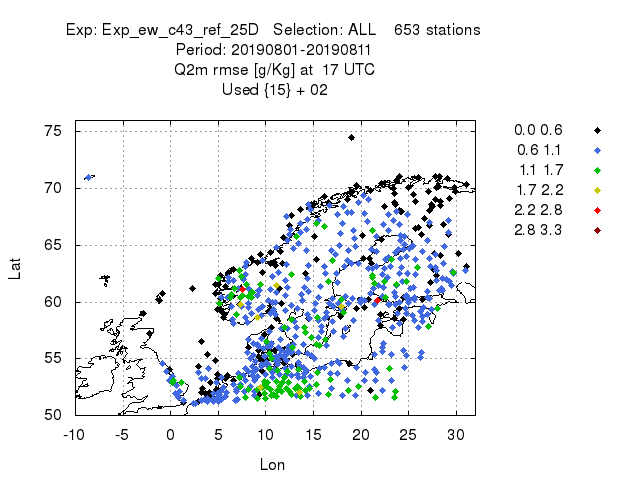 Exp: Exp_ew_c43_ref_25D Selection: ALL 653 stations
Period: 20190801-20190811
Q2m rmse [g/Kg] at 17 UTC
Used {15} + 02
0.0 0.6
0.6 1.1
1.1 1.7
1.7 2.2
2.2 2.8
2.8 3.3
75
70
65
60
55
50
Lat
-10 -5 0 5 10 15 20 25 30
Lon